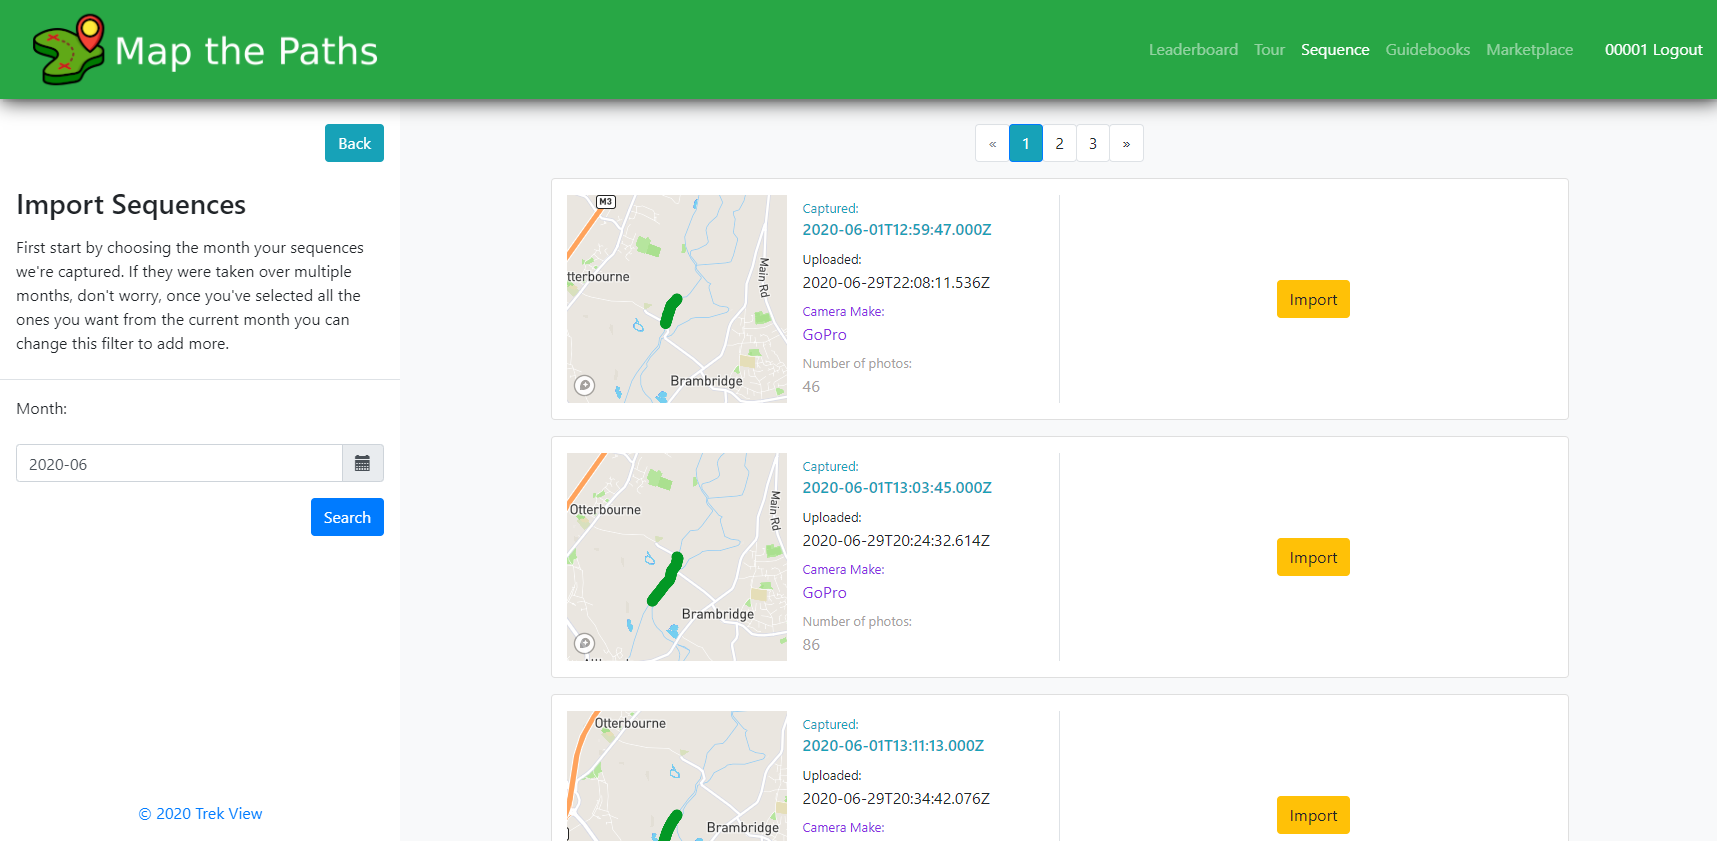 Map the Paths
Leaderboard Tour Sequence Guidebooks Marketplace 00001 Logout
Back
Import Sequences
First start by choosing the month your sequences
we're captured. If they were taken over multiple
months, don't worry, once you've selected all the
ones you want from the current month you can
change this filter to add more.
Month:
2020-06
Search
© 2020 Trek View
« 1 2 3 »
M3
tterbourne
Main Rd
Brambridge
Captured:
2020-06-01T12:59:47.000Z
Uploaded:
2020-06-29T22:08:11.536Z
Camera Make:
GoPro
Number of photos:
46
Import
Otterbourne
Main Rd
Brambridge
Captured:
2020-06-01T13:03:45.000Z
Uploaded:
2020-06-29T20:24:32.614Z
Camera Make:
GoPro
Number of photos:
86
Import
Otterbourne
Brambridge
Captured:
2020-06-01T13:11:13.000Z
Uploaded:
2020-06-29T20:34:42.076Z
Camera Make:
Import